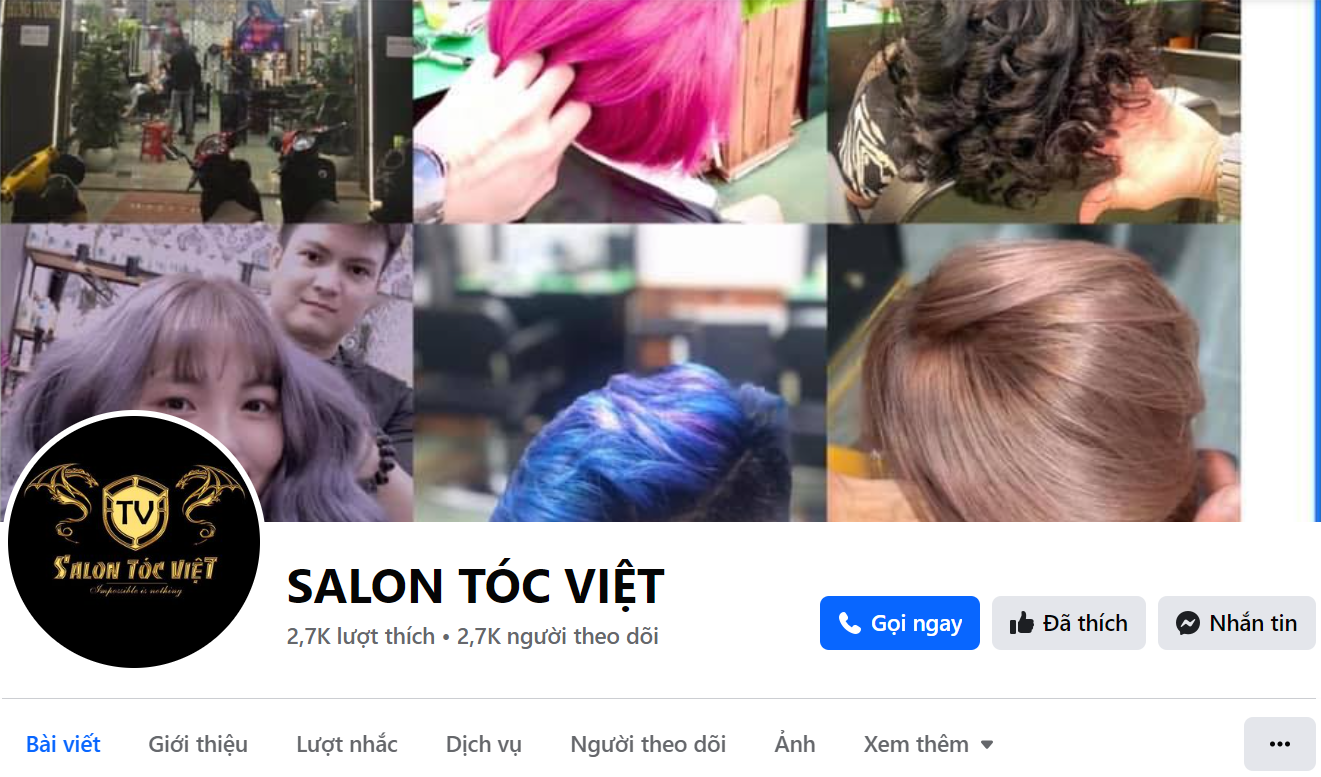 TV
SALON TÓC VIỆT
Impossible is nothing
SALON TÓC VIỆT
2,7K lượt thích • 2,7K người theo dõi
Gọi ngay
Đã thích
Nhắn tin
Bài viết
Giới thiệu
Lượt nhắc
Dịch vụ
Người theo dõi
Ảnh
Xem thêm